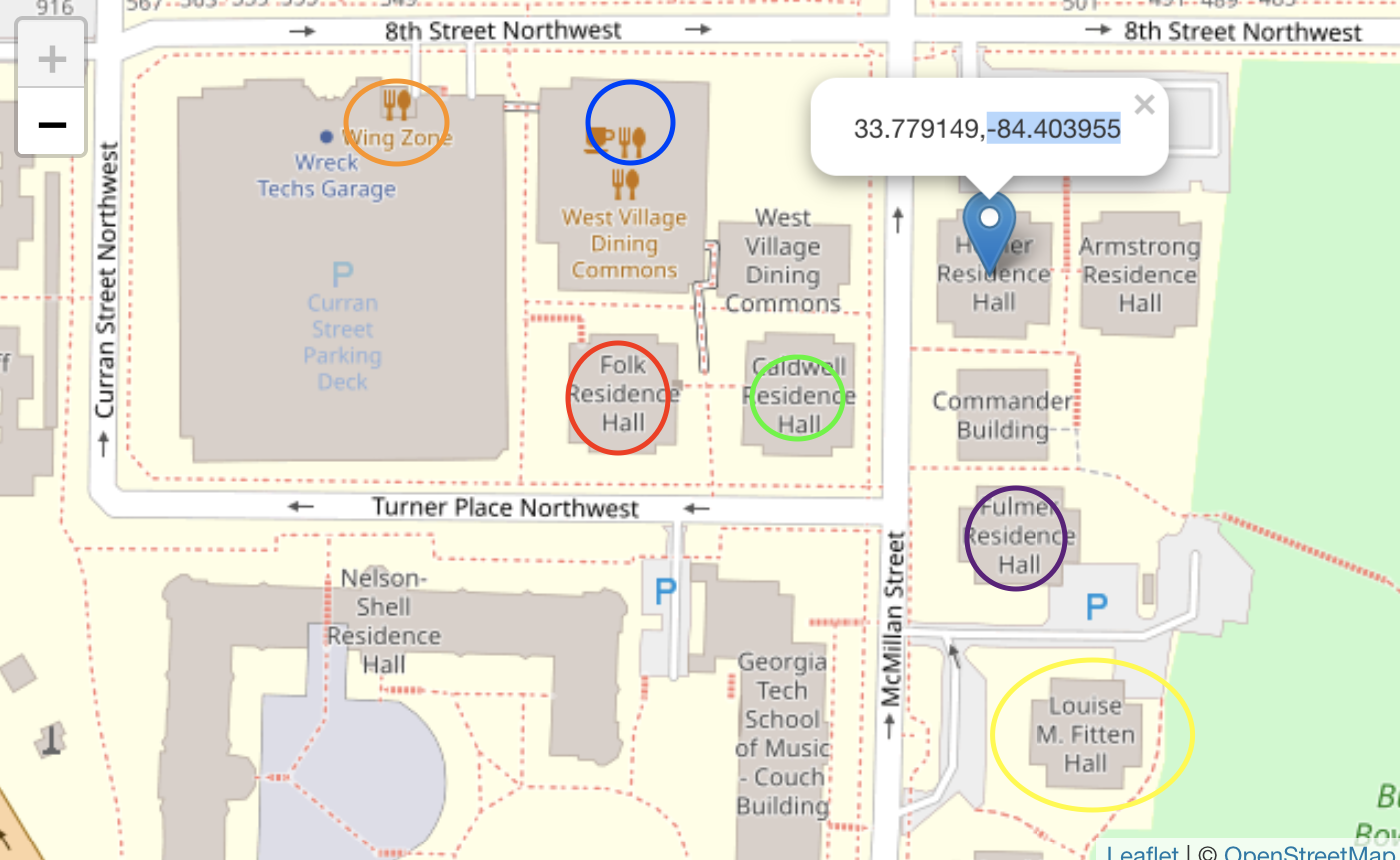 916
8th Street Northwest
8th Street Northwest
+
−
33.779149,-84.403955
×
Wing Zone
Wreck
Techs Garage
Curran Street Northwest
West Village
Dining
Commons
West
Village
Dining
Commons
Residence
Hall
Armstrong
Residence
Hall
P
Curran
Street
Parking
Deck
Folk
Residence
Hall
Caldwell
Residence
Hall
Commander
Building
Turner Place Northwest
Fulmer
Residence
Hall
McMillan Street
Nelson-
Shell
Residence
Hall
P
P
Georgia
Tech
School
of Music
- Couch
Building
Louise
M. Fitten
Hall
Leaflet | © OpenStreetMap